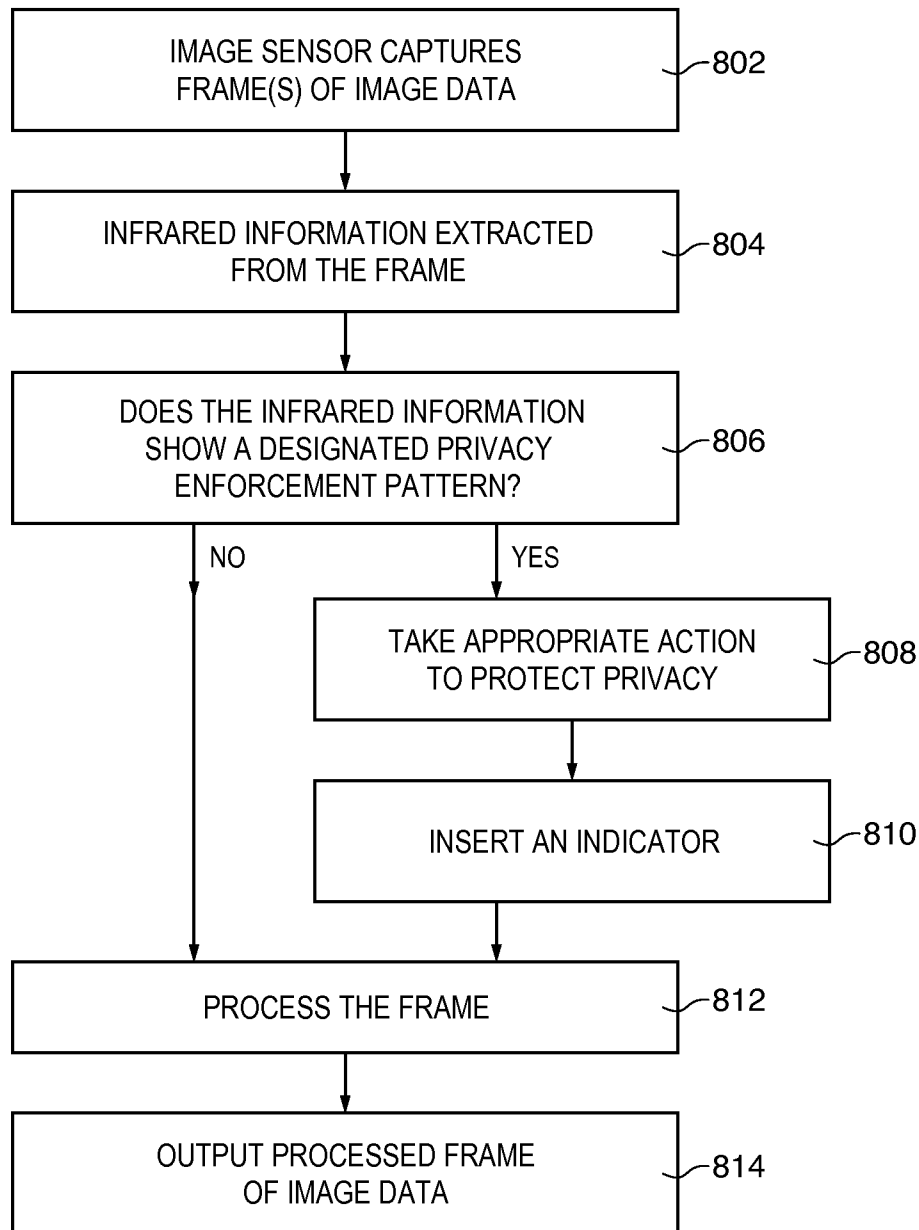 IMAGE SENSOR CAPTURES
FRAME(S) OF IMAGE DATA
802
INFRARED INFORMATION EXTRACTED
FROM THE FRAME
804
DOES THE INFRARED INFORMATION
SHOW A DESIGNATED PRIVACY
ENFORCEMENT PATTERN?
806
NO
YES
TAKE APPROPRIATE ACTION
TO PROTECT PRIVACY
808
INSERT AN INDICATOR
810
PROCESS THE FRAME
812
OUTPUT PROCESSED FRAME
OF IMAGE DATA
814